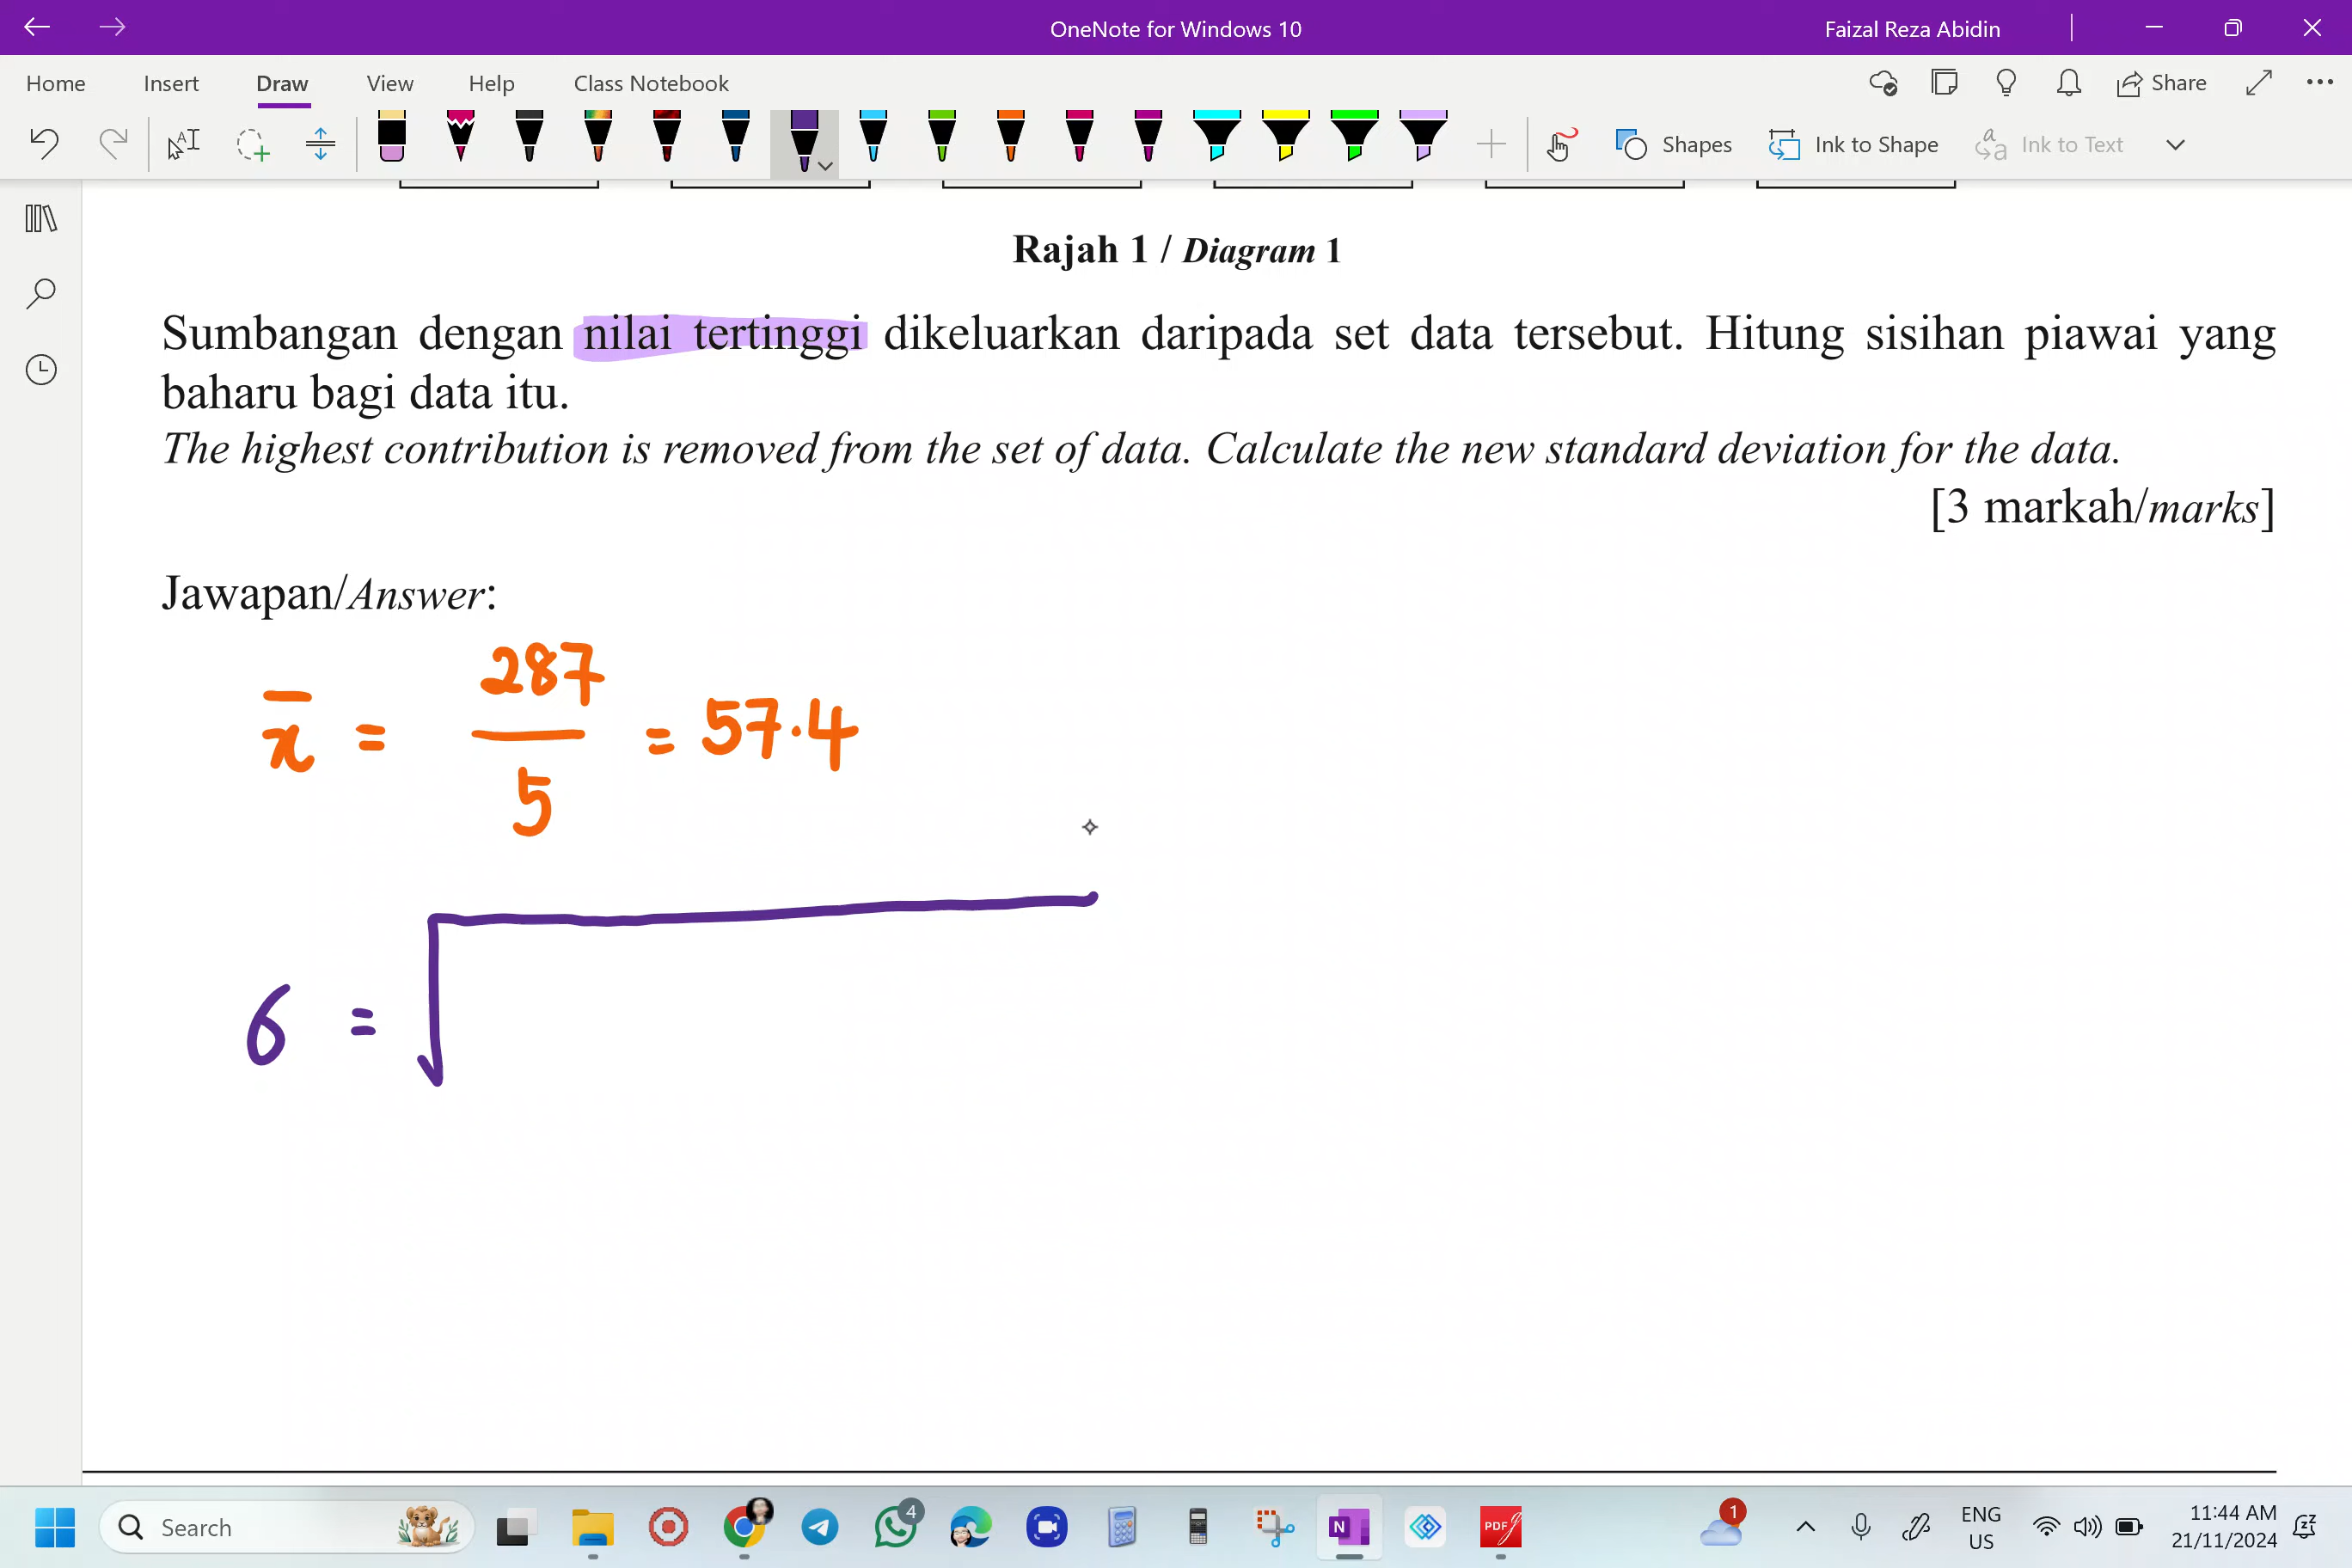 OneNote for Windows 10
Faizal Reza Abidin
Home Insert Draw View Help Class Notebook
Share
Shapes Ink to Shape Ink to Text
Rajah 1 / Diagram 1
Sumbangan dengan nilai tertinggi dikeluarkan daripada set data tersebut. Hitung sisihan piawai yang
baharu bagi data itu.
The highest contribution is removed from the set of data. Calculate the new standard deviation for the data.
[3 markah/marks]
Jawapan/Answer:
x̄ = 287/5 = 57.4
σ = √
Search
4
N
PDF
1
ENG
US
11:44 AM
21/11/2024